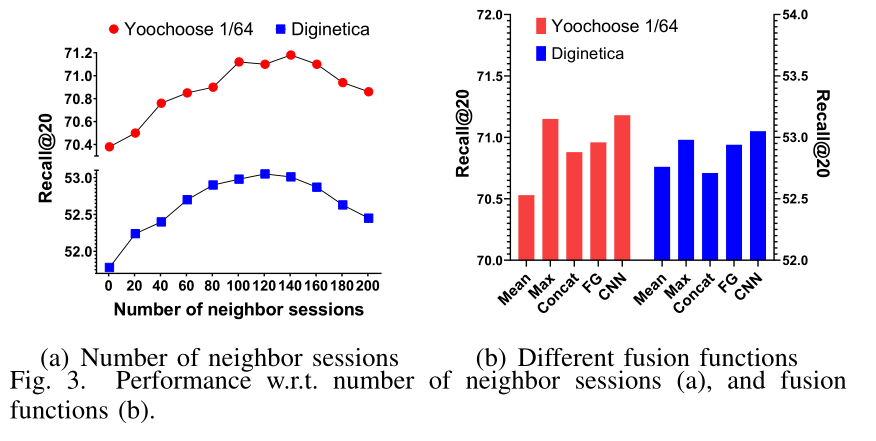 Yoochoose 1/64 Diginetica
71.2
71.0
70.8
70.6
70.4
53.0
52.5
52.0
Recall@20
0 20 40 60 80 100 120 140 160 180 200
Number of neighbor sessions
(a) Number of neighbor sessions
Yoochoose 1/64
Diginetica
72.0
71.5
71.0
70.5
70.0
Recall@20
54.0
53.5
53.0
52.5
52.0
Recall@20
Mean Max Concat FG CNN Mean Max Concat FG CNN
(b) Different fusion functions
Fig. 3. Performance w.r.t. number of neighbor sessions (a), and fusion
functions (b).